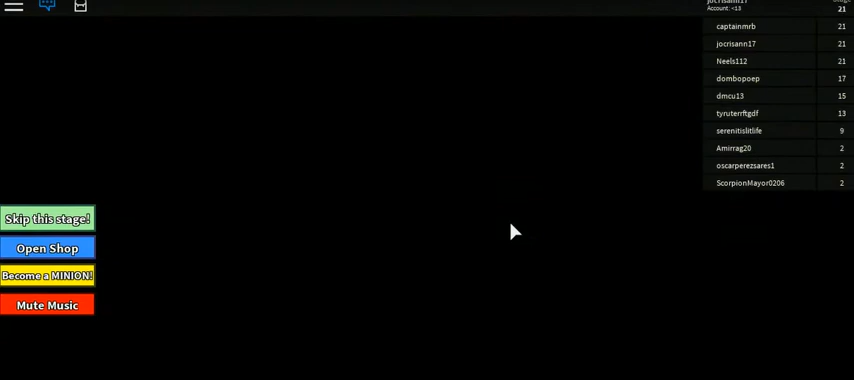 jocrisann17
Account: <13
21
captainmrb 21
jocrisann17 21
Neels112 21
dombopoep 17
dmcu13 15
tyruterrftgdf 13
serenitislitlife 9
Amirrag20 2
oscarperezsares1 2
ScorpionMayor0206 2
Skip this stage!
Open Shop
Become a MINION!
Mute Music